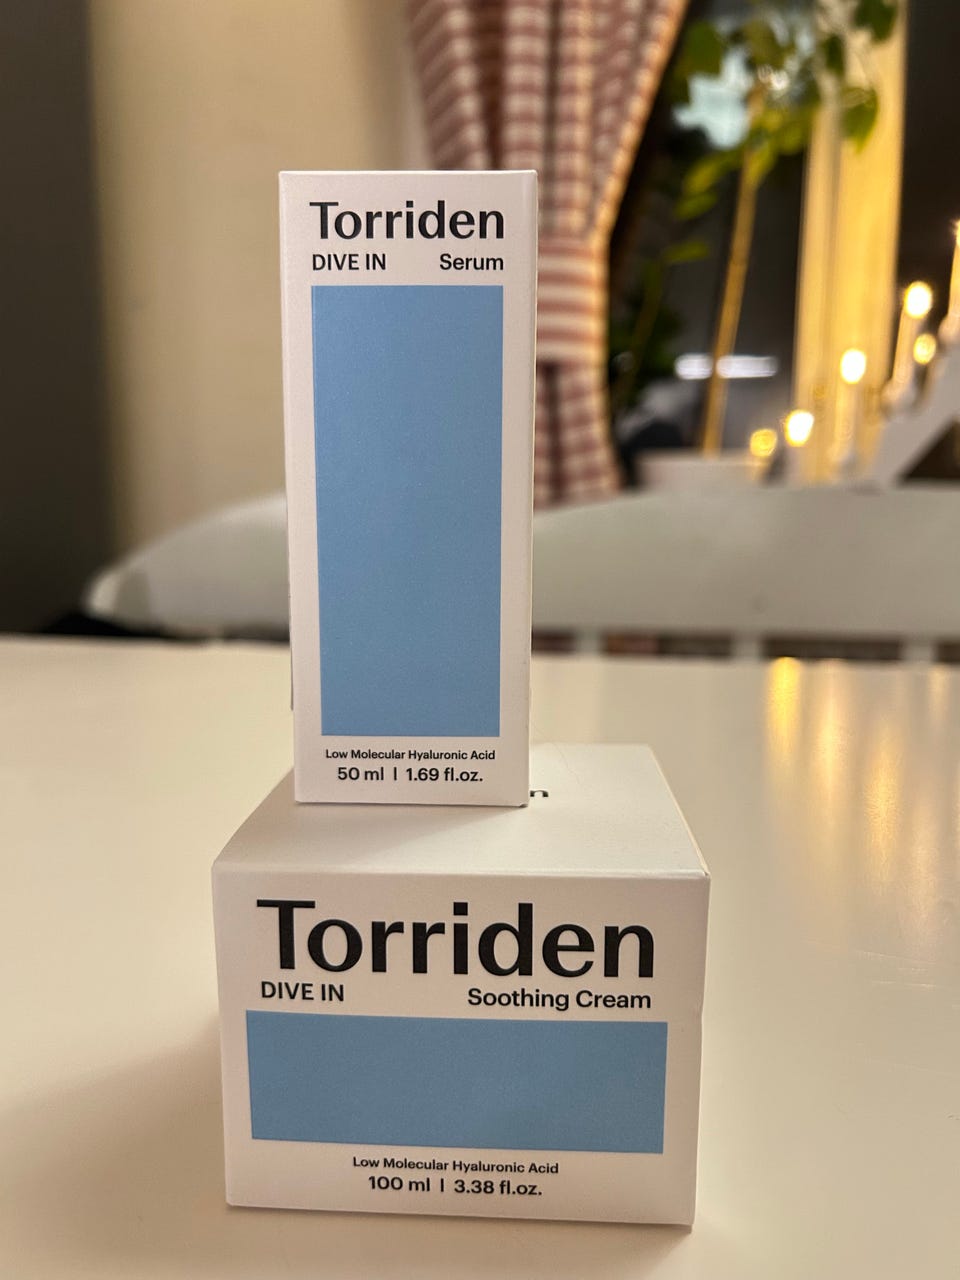 Torriden
DIVE IN Serum
Low Molecular Hyaluronic Acid
50 ml | 1.69 fl.oz.
n
Torriden
DIVE IN Soothing Cream
Low Molecular Hyaluronic Acid
100 ml | 3.38 fl.oz.